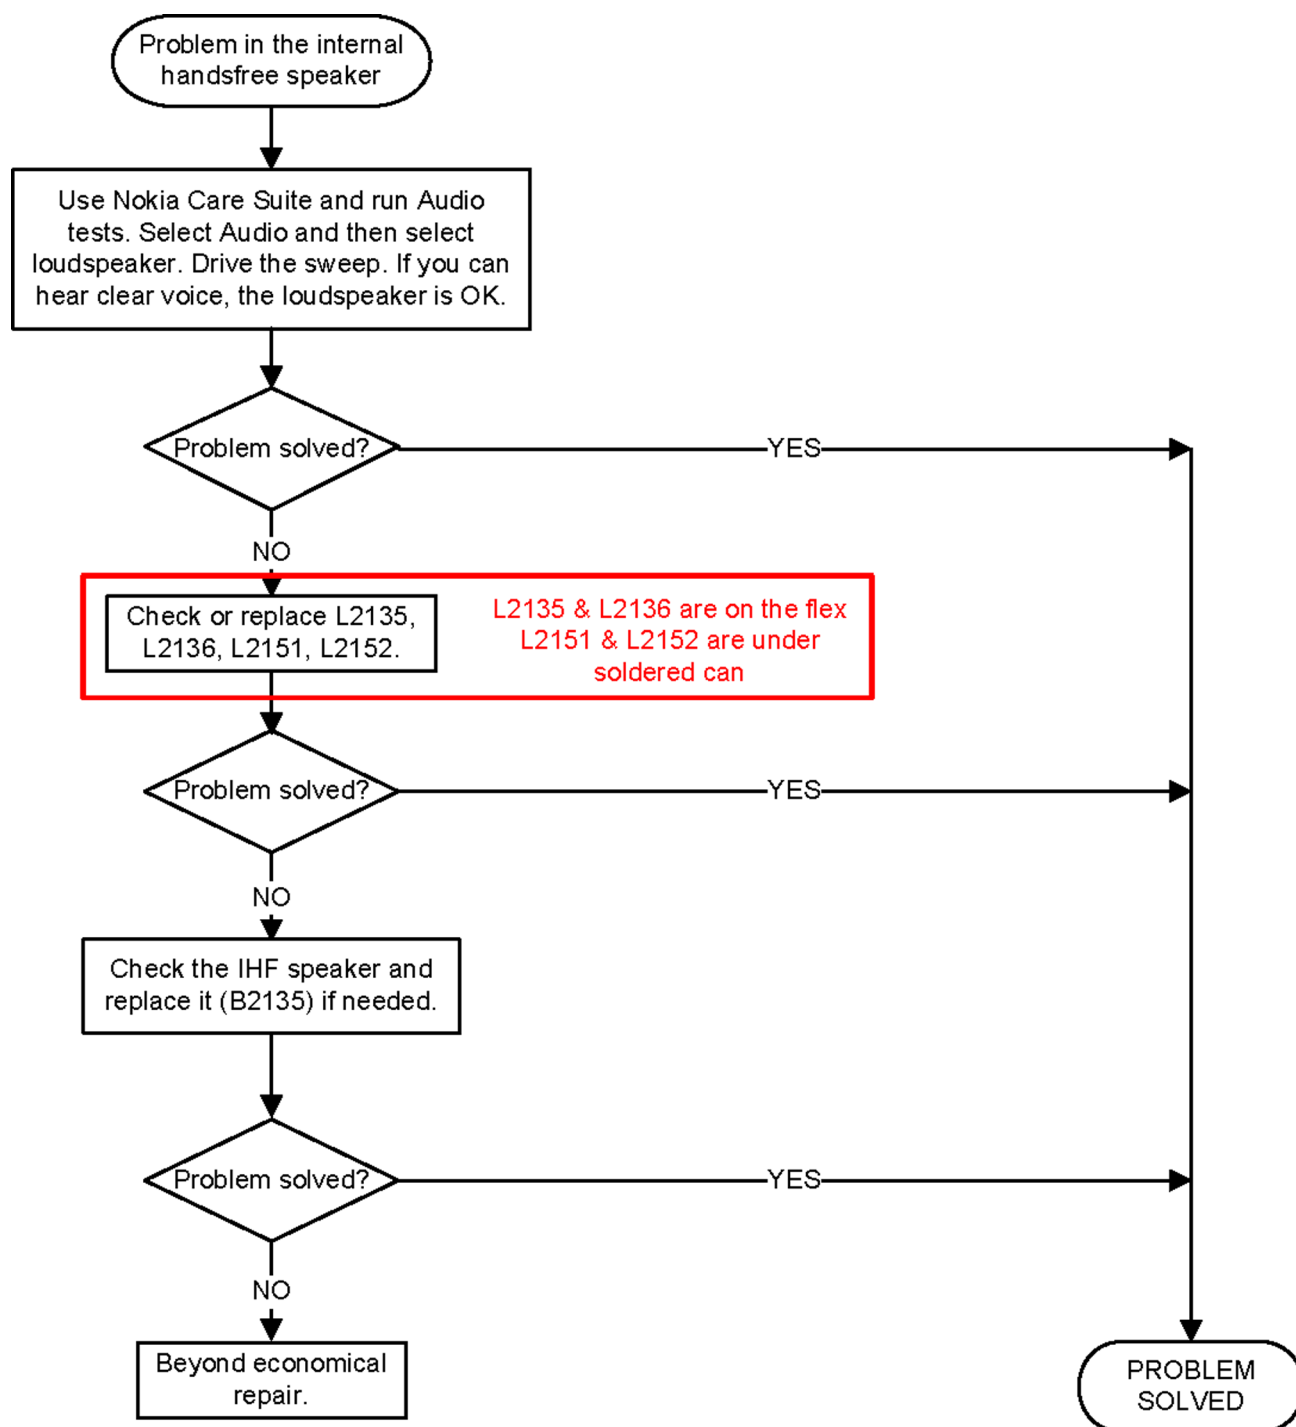 Problem in the internal
handsfree speaker
Use Nokia Care Suite and run Audio
tests. Select Audio and then select
loudspeaker. Drive the sweep. If you can
hear clear voice, the loudspeaker is OK.
Problem solved?
YES
NO
Check or replace L2135,
L2136, L2151, L2152.
L2135 & L2136 are on the flex
L2151 & L2152 are under
soldered can
Problem solved?
YES
NO
Check the IHF speaker and
replace it (B2135) if needed.
Problem solved?
YES
NO
Beyond economical
repair.
PROBLEM
SOLVED